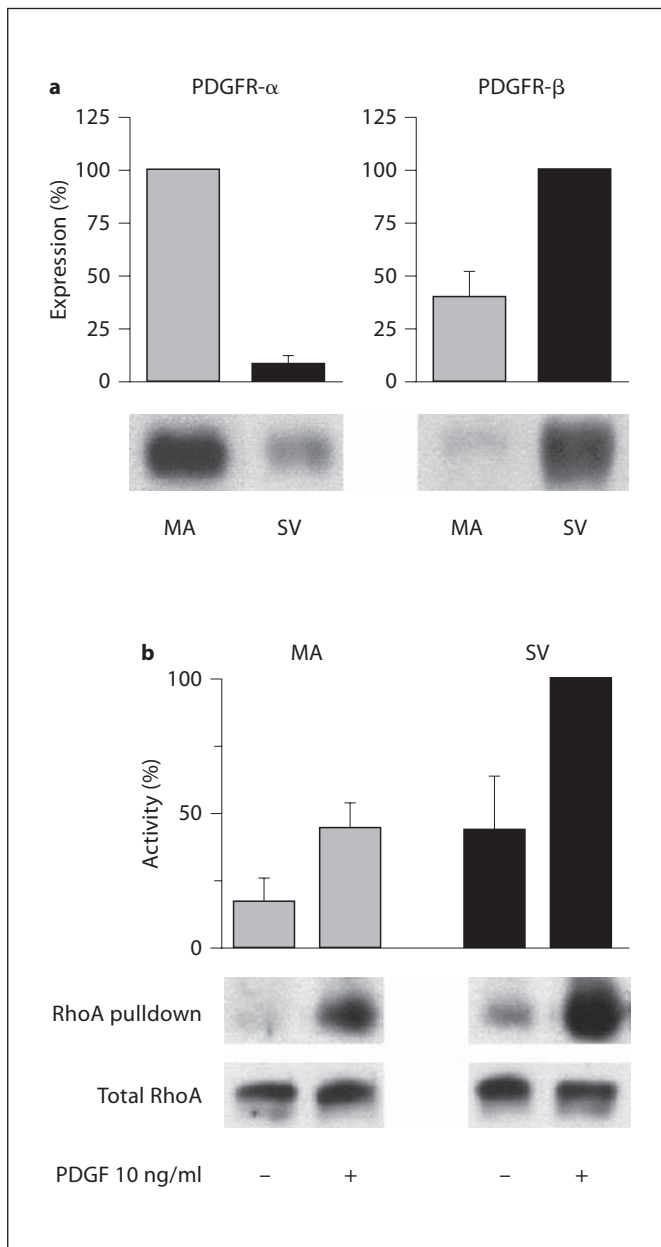 a
PDGFR-α PDGFR-β
125 125
100 100
75 75
50 50
25 25
0 0
Expression (%)
MA SV MA SV
b MA SV
100
50
0
Activity (%)
RhoA pulldown
Total RhoA
PDGF 10 ng/ml – + – +